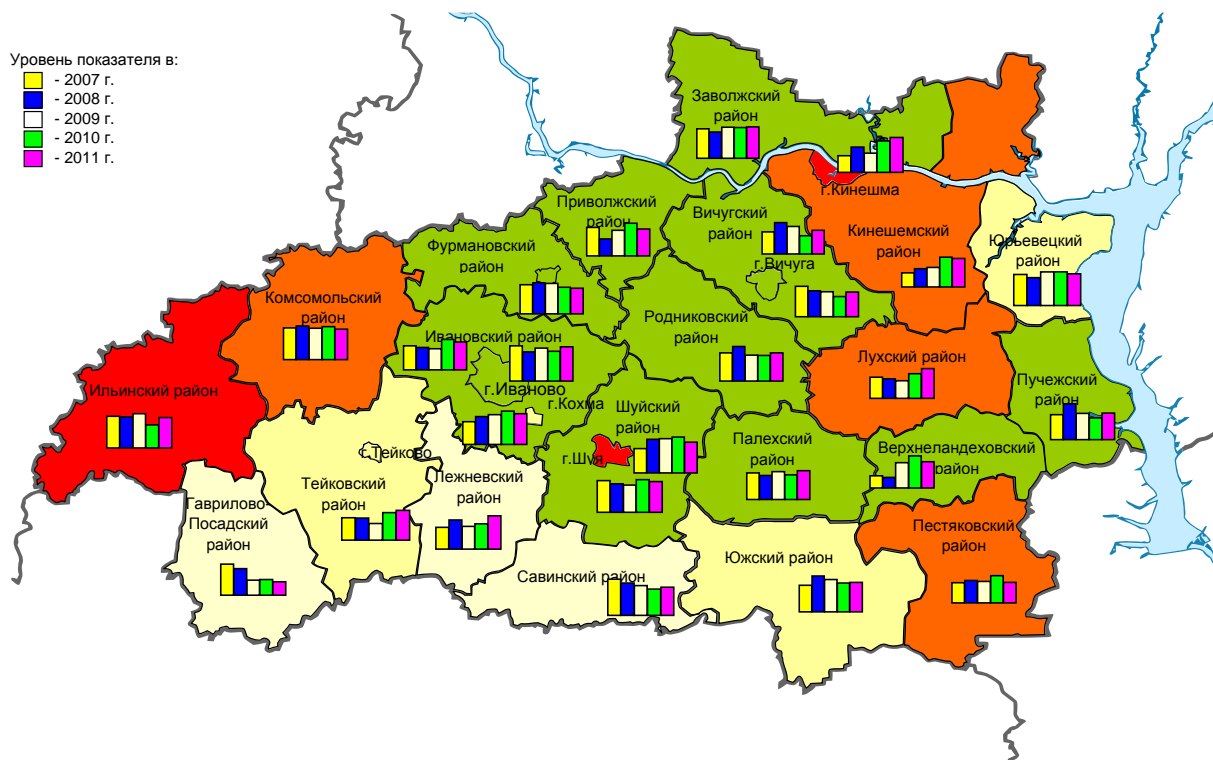 Уровень показателя в:
- 2007 г.
- 2008 г.
- 2009 г.
- 2010 г.
- 2011 г.
Заволжский
район
г.Кинешма
Приволжский
район
Вичугский
район
Кинешемский
район
Юрьевецкий
район
Фурмановский
район
г.Вичуга
Комсомольский
район
Ивановский район
Родниковский
район
Лухский район
Ильинский район
г.Иваново
г.Кохма
Шуйский
район
Пучежский
район
г.Тейково
Лежневский
район
г.Шуя
Палехский
район
Верхнеландеховский
район
Тейковский
район
Гаврилово-
Посадский
район
Пестяковский
район
Савинский район
Южский район